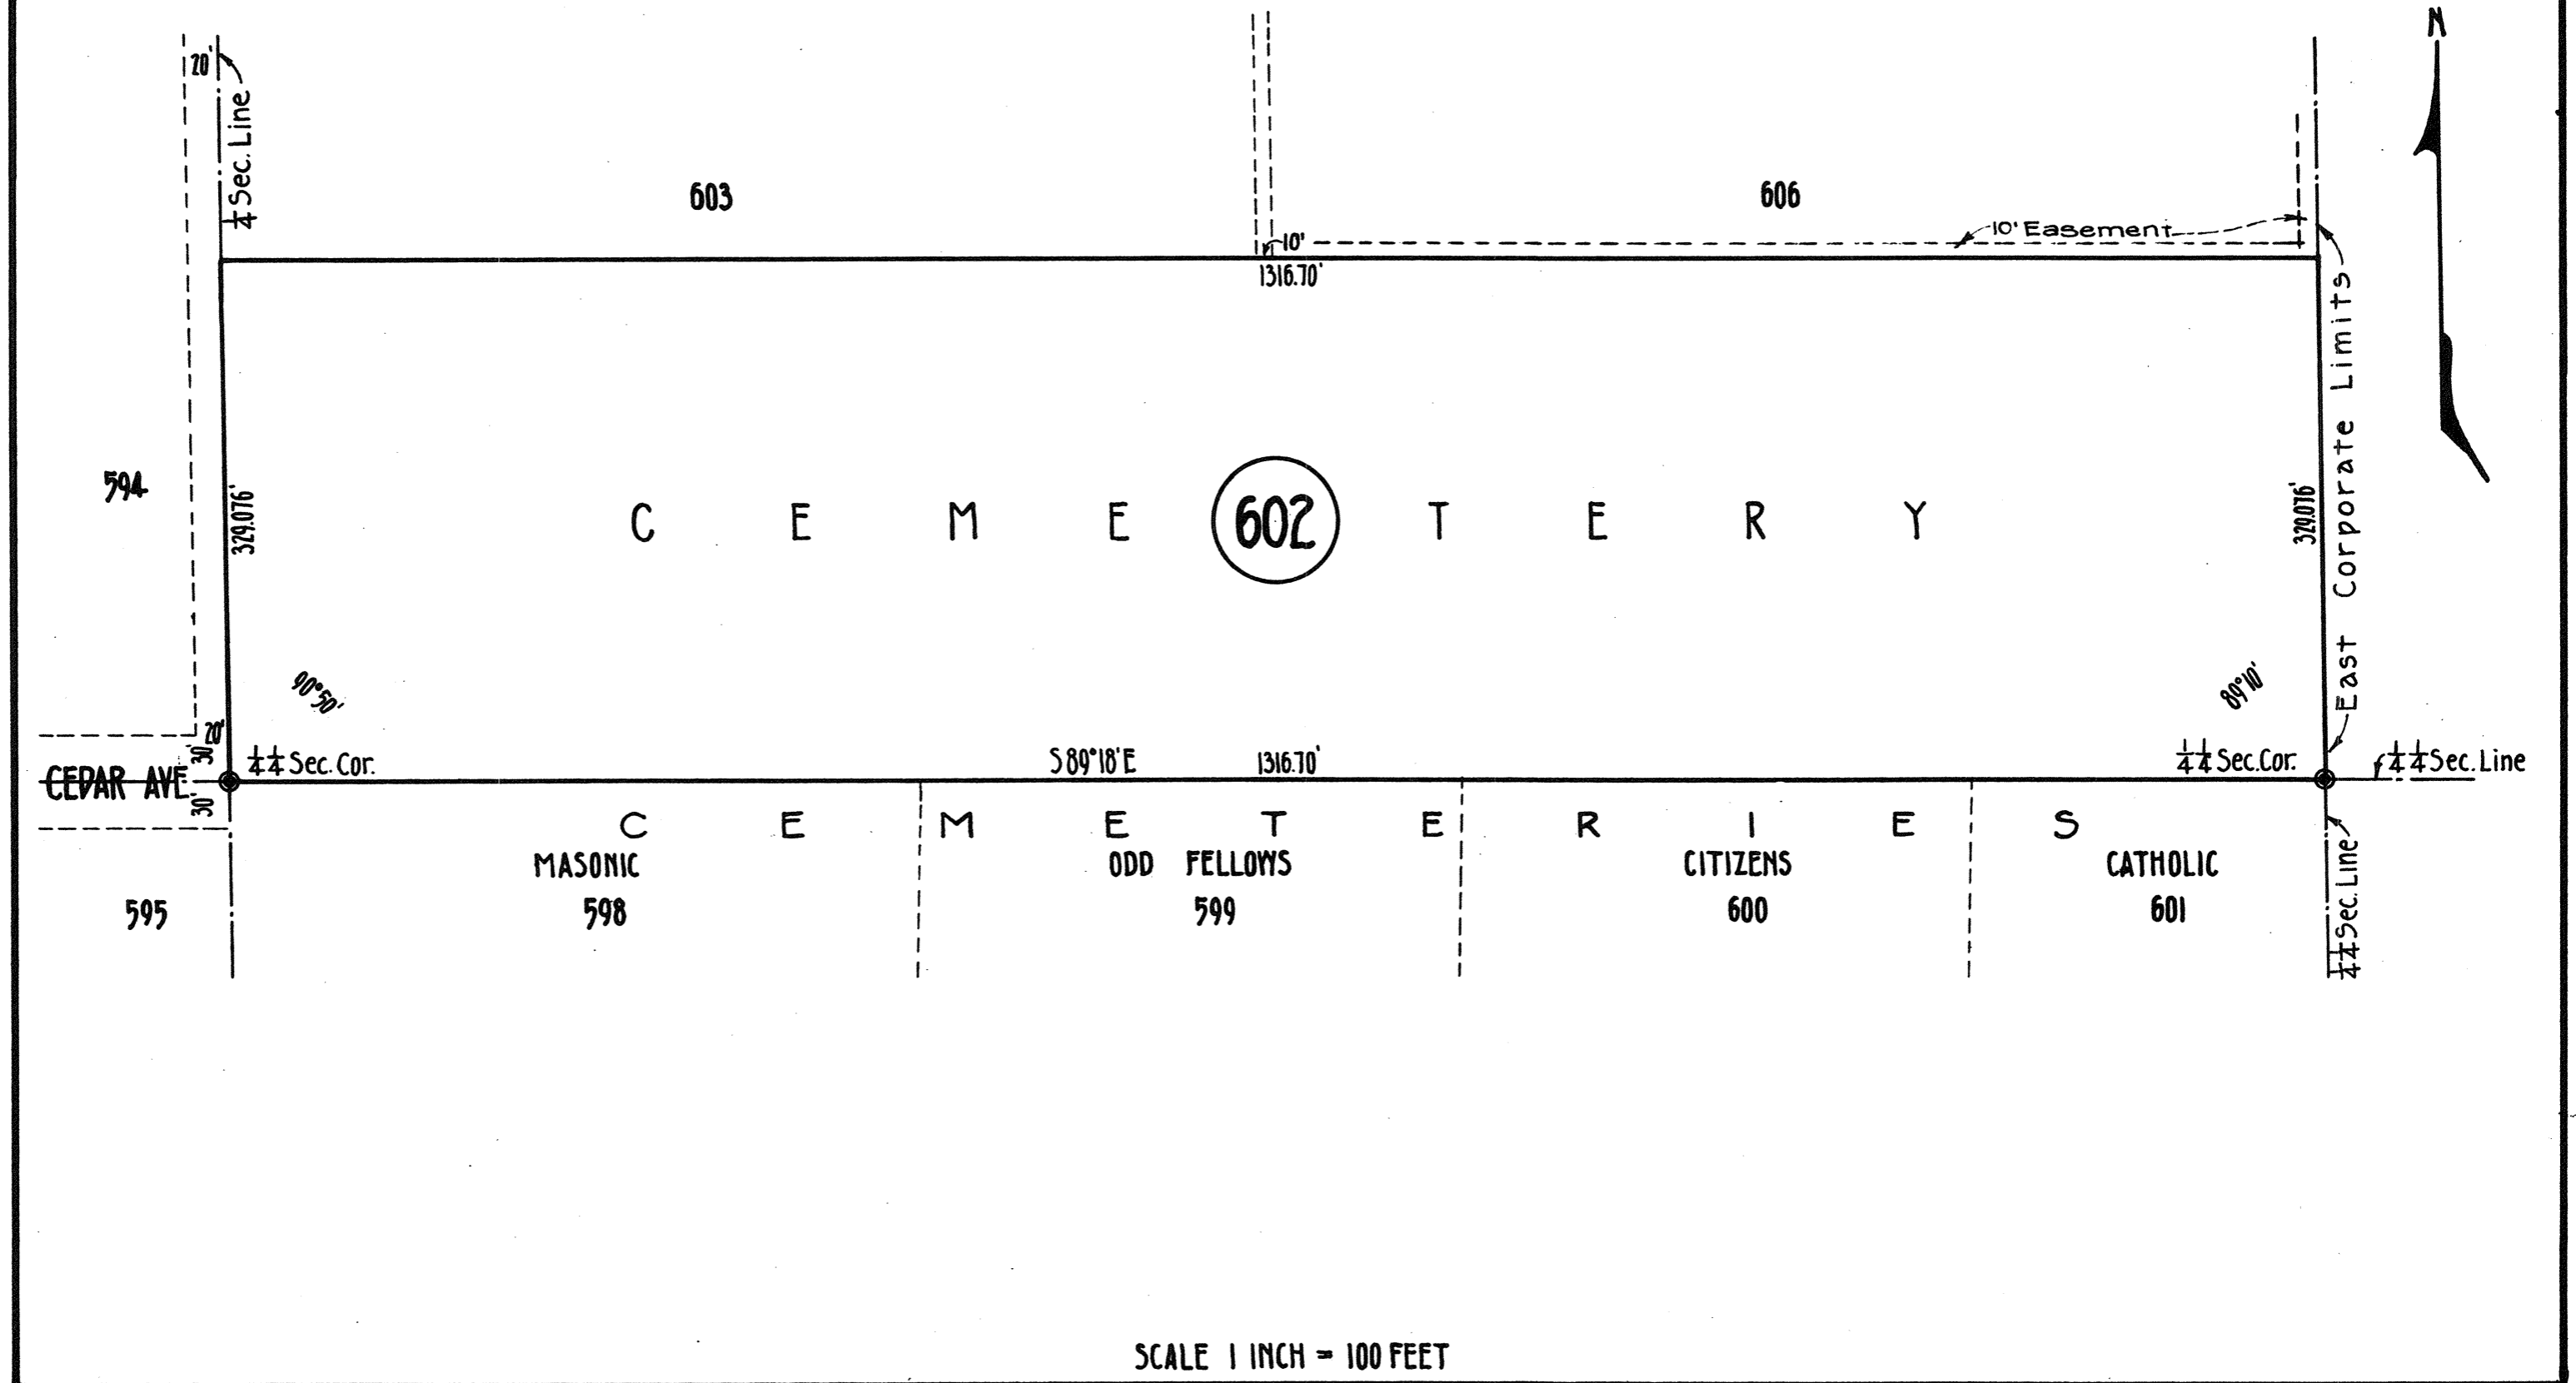 N
20'
1/4 Sec. Line
603
606
10'
10' Easement
1316.70'
East Corporate Limits
594
329.076'
C E M E T E R Y
602
329.076'
90°50'
89°10'
20'
30'
1/4 1/4 Sec. Cor.
S 89°18' E 1316.70'
1/4 1/4 Sec. Cor.
1/4 1/4 Sec. Line
CEDAR AVE.
30'
C E M E T E R I E S
MASONIC
ODD FELLOWS
CITIZENS
CATHOLIC
595
598
599
600
601
1/4 1/4 Sec. Line
SCALE 1 INCH = 100 FEET